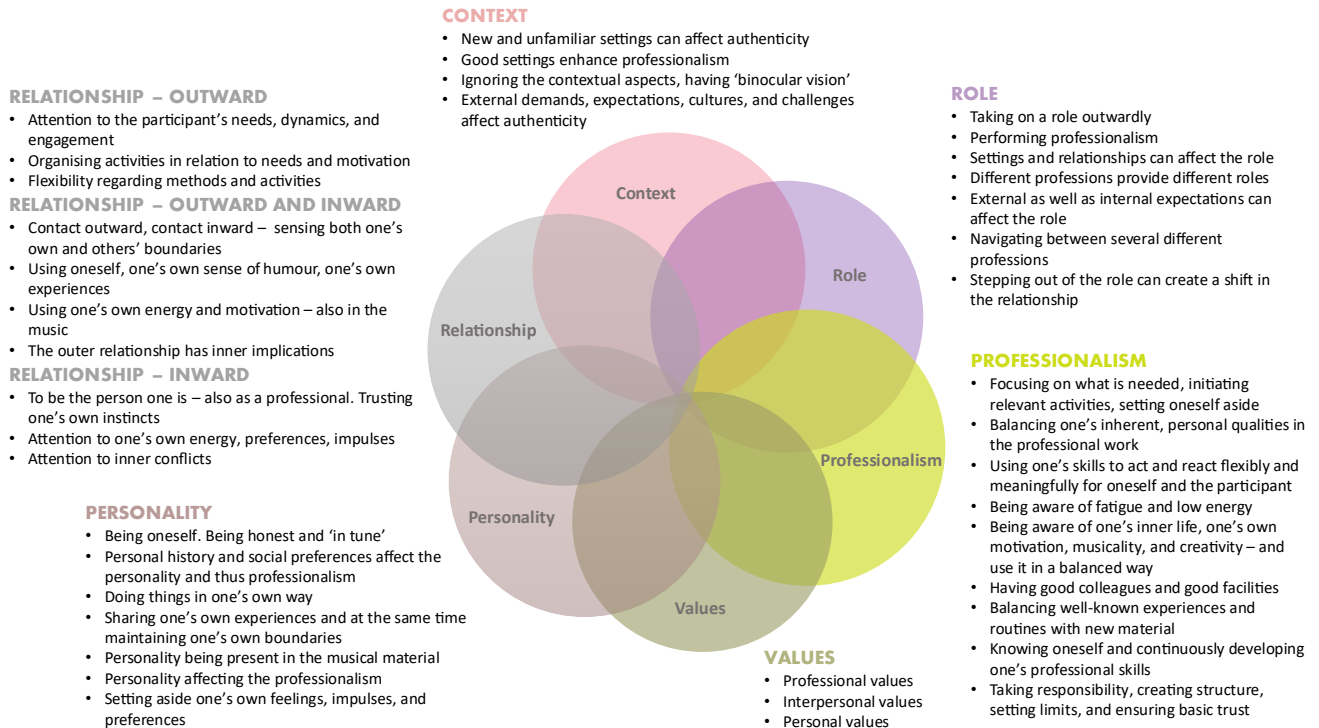 CONTEXT
• New and unfamiliar settings can affect authenticity
• Good settings enhance professionalism
• Ignoring the contextual aspects, having ‘binocular vision’
• External demands, expectations, cultures, and challenges
affect authenticity
RELATIONSHIP – OUTWARD
• Attention to the participant’s needs, dynamics, and
engagement
• Organising activities in relation to needs and motivation
• Flexibility regarding methods and activities
RELATIONSHIP – OUTWARD AND INWARD
• Contact outward, contact inward – sensing both one’s
own and others’ boundaries
• Using oneself, one’s own sense of humour, one’s own
experiences
• Using one’s own energy and motivation – also in the
music
• The outer relationship has inner implications
RELATIONSHIP – INWARD
• To be the person one is – also as a professional. Trusting
one’s own instincts
• Attention to one’s own energy, preferences, impulses
• Attention to inner conflicts
PERSONALITY
• Being oneself. Being honest and ‘in tune’
• Personal history and social preferences affect the
personality and thus professionalism
• Doing things in one’s own way
• Sharing one’s own experiences and at the same time
maintaining one’s own boundaries
• Personality being present in the musical material
• Personality affecting the professionalism
• Setting aside one’s own feelings, impulses, and
preferences
Context
Role
Relationship
Professionalism
Personality
Values
ROLE
• Taking on a role outwardly
• Performing professionalism
• Settings and relationships can affect the role
• Different professions provide different roles
• External as well as internal expectations can
affect the role
• Navigating between several different
professions
• Stepping out of the role can create a shift in
the relationship
PROFESSIONALISM
• Focusing on what is needed, initiating
relevant activities, setting oneself aside
• Balancing one’s inherent, personal qualities in
the professional work
• Using one’s skills to act and react flexibly and
meaningfully for oneself and the participant
• Being aware of fatigue and low energy
• Being aware of one’s inner life, one’s own
motivation, musicality, and creativity – and
use it in a balanced way
• Having good colleagues and good facilities
• Balancing well-known experiences and
routines with new material
• Knowing oneself and continuously developing
one’s professional skills
• Taking responsibility, creating structure,
setting limits, and ensuring basic trust
VALUES
• Professional values
• Interpersonal values
• Personal values